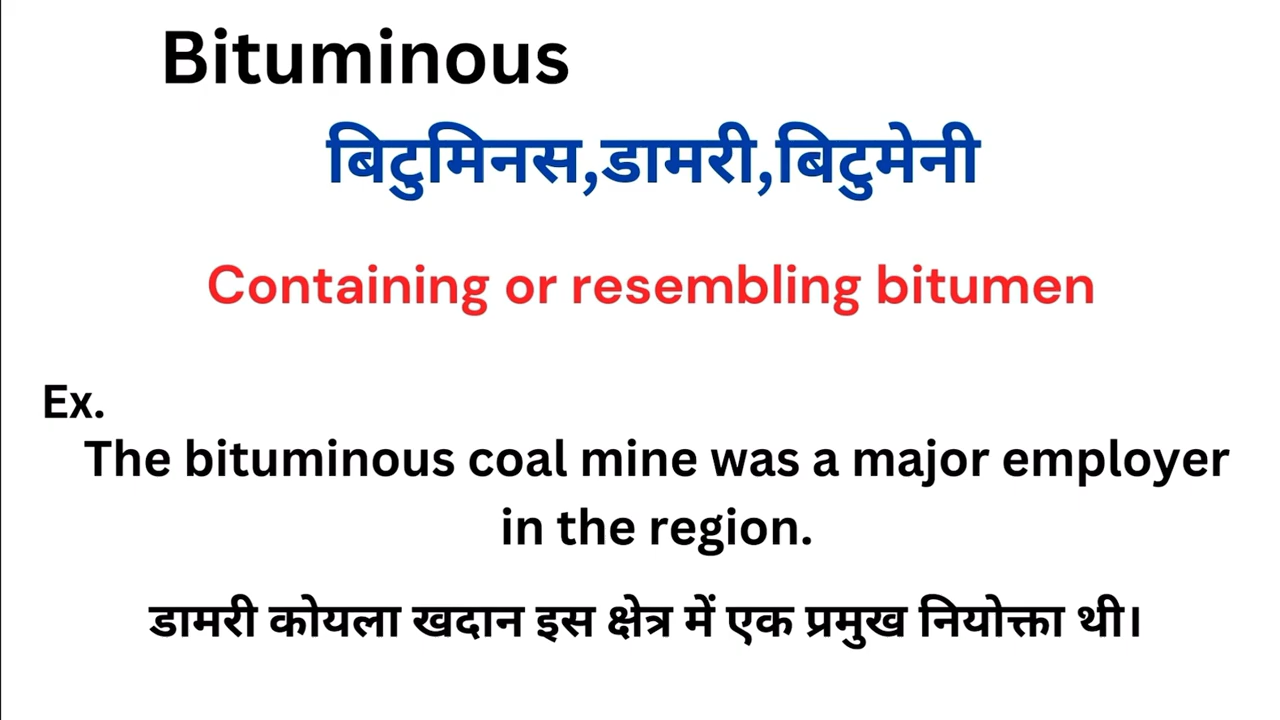 Bituminous
बिटुमिनस,डामरी,बिटुमेनी
Containing or resembling bitumen
Ex.
The bituminous coal mine was a major employer
in the region.
डामरी कोयला खदान इस क्षेत्र में एक प्रमुख नियोक्ता थी।